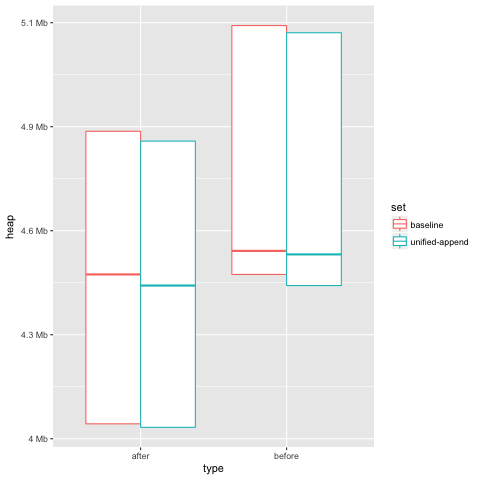 5.1 Mb
4.9 Mb
4.6 Mb
4.3 Mb
4 Mb
heap
after
before
type
set
baseline
unified-append